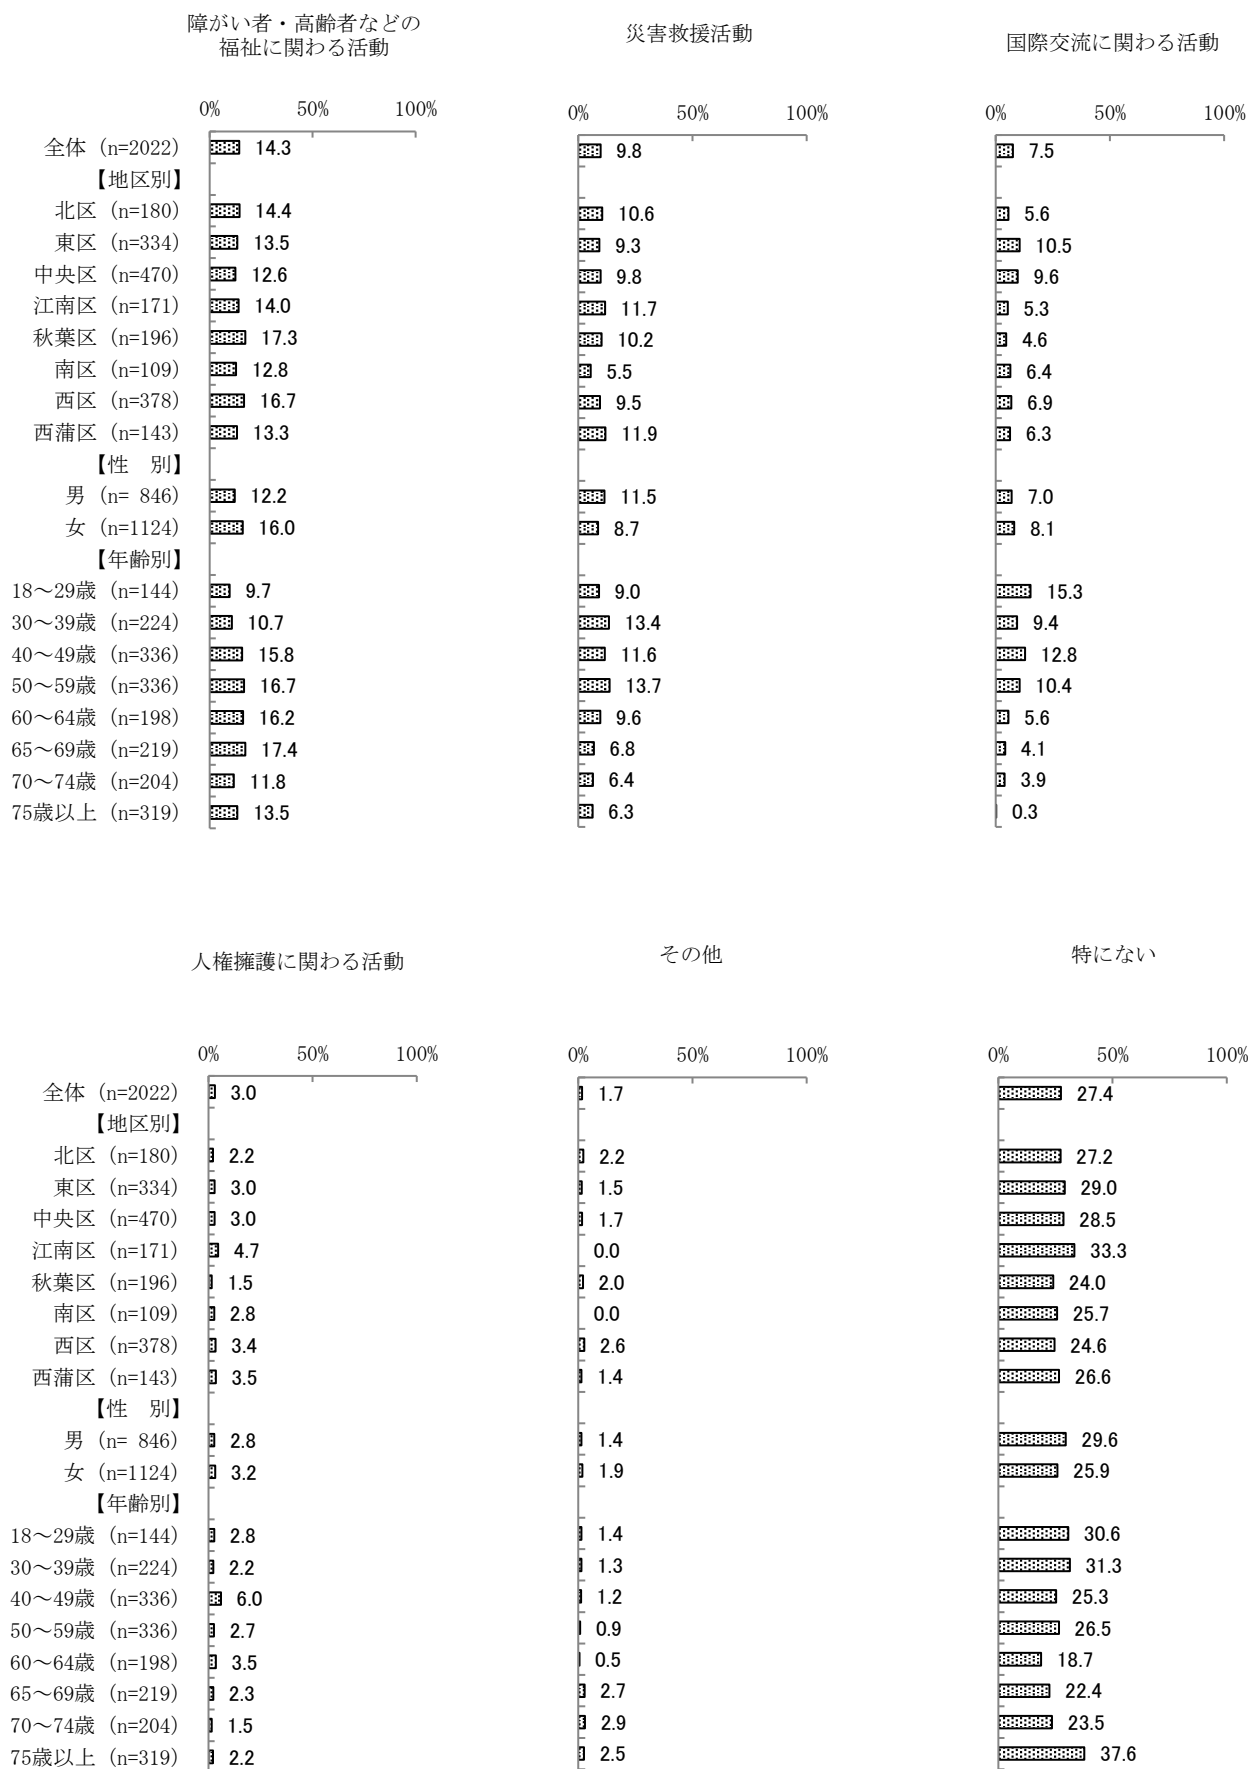 障がい者・高齢者などの
福祉に関わる活動
災害救援活動
国際交流に関わる活動
0% 50% 100%
0% 50% 100%
0% 50% 100%
全体 (n=2022) 14.3 9.8 7.5
【地区別】
北区 (n=180) 14.4 10.6 5.6
東区 (n=334) 13.5 9.3 10.5
中央区 (n=470) 12.6 9.8 9.6
江南区 (n=171) 14.0 11.7 5.3
秋葉区 (n=196) 17.3 10.2 4.6
南区 (n=109) 12.8 5.5 6.4
西区 (n=378) 16.7 9.5 6.9
西蒲区 (n=143) 13.3 11.9 6.3
【性　別】
男 (n= 846) 12.2 11.5 7.0
女 (n=1124) 16.0 8.7 8.1
【年齢別】
18～29歳 (n=144) 9.7 9.0 15.3
30～39歳 (n=224) 10.7 13.4 9.4
40～49歳 (n=336) 15.8 11.6 12.8
50～59歳 (n=336) 16.7 13.7 10.4
60～64歳 (n=198) 16.2 9.6 5.6
65～69歳 (n=219) 17.4 6.8 4.1
70～74歳 (n=204) 11.8 6.4 3.9
75歳以上 (n=319) 13.5 6.3 0.3
人権擁護に関わる活動
その他
特にない
0% 50% 100%
0% 50% 100%
0% 50% 100%
全体 (n=2022) 3.0 1.7 27.4
【地区別】
北区 (n=180) 2.2 2.2 27.2
東区 (n=334) 3.0 1.5 29.0
中央区 (n=470) 3.0 1.7 28.5
江南区 (n=171) 4.7 0.0 33.3
秋葉区 (n=196) 1.5 2.0 24.0
南区 (n=109) 2.8 0.0 25.7
西区 (n=378) 3.4 2.6 24.6
西蒲区 (n=143) 3.5 1.4 26.6
【性　別】
男 (n= 846) 2.8 1.4 29.6
女 (n=1124) 3.2 1.9 25.9
【年齢別】
18～29歳 (n=144) 2.8 1.4 30.6
30～39歳 (n=224) 2.2 1.3 31.3
40～49歳 (n=336) 6.0 1.2 25.3
50～59歳 (n=336) 2.7 0.9 26.5
60～64歳 (n=198) 3.5 0.5 18.7
65～69歳 (n=219) 2.3 2.7 22.4
70～74歳 (n=204) 1.5 2.9 23.5
75歳以上 (n=319) 2.2 2.5 37.6